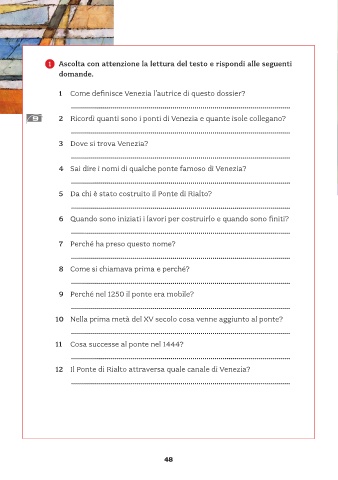 1 Ascolta con attenzione la lettura del testo e rispondi alle seguenti
domande.
1 Come definisce Venezia l'autrice di questo dossier?
9
2 Ricordi quanti sono i ponti di Venezia e quante isole collegano?
3 Dove si trova Venezia?
4 Sai dire i nomi di qualche ponte famoso di Venezia?
5 Da chi è stato costruito il Ponte di Rialto?
6 Quando sono iniziati i lavori per costruirlo e quando sono finiti?
7 Perché ha preso questo nome?
8 Come si chiamava prima e perché?
9 Perché nel 1250 il ponte era mobile?
10 Nella prima metà del XV secolo cosa venne aggiunto al ponte?
11 Cosa successe al ponte nel 1444?
12 Il Ponte di Rialto attraversa quale canale di Venezia?
48